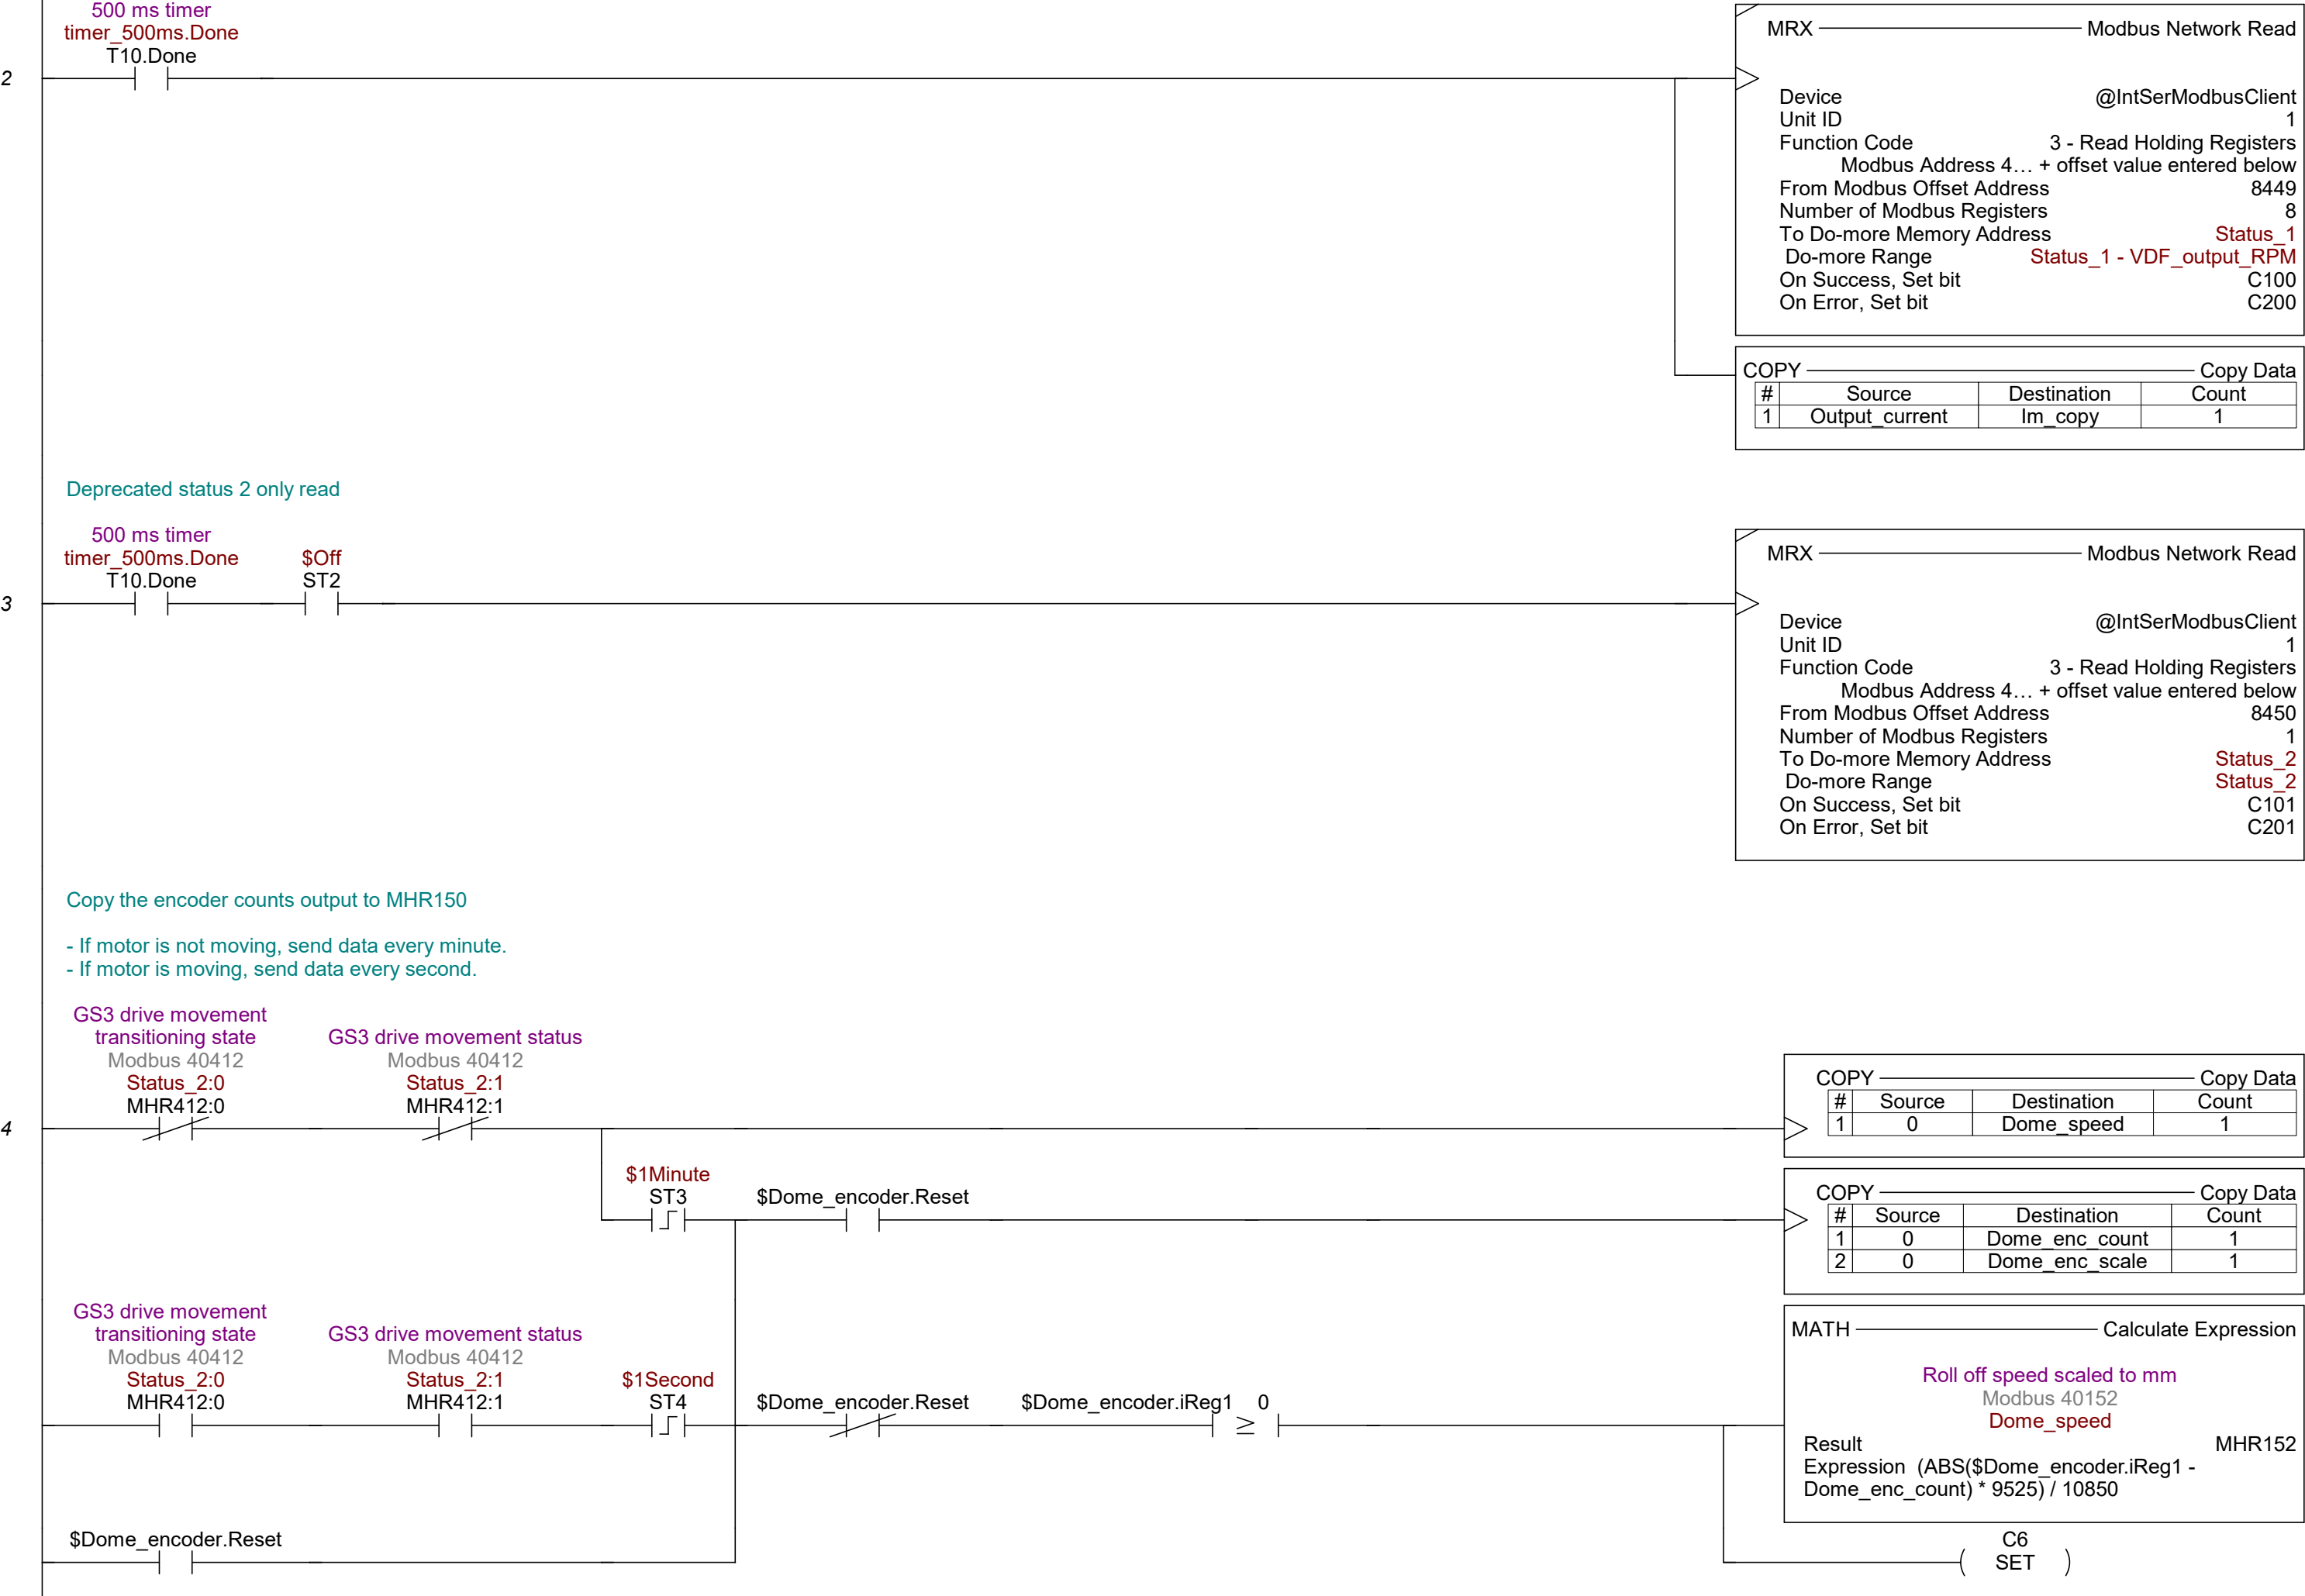 500 ms timer
timer_500ms.Done
T10.Done
2
MRX Modbus Network Read
Device @IntSerModbusClient
Unit ID 1
Function Code 3 - Read Holding Registers
Modbus Address 4… + offset value entered below
From Modbus Offset Address 8449
Number of Modbus Registers 8
To Do-more Memory Address Status_1
Do-more Range Status_1 - VDF_output_RPM
On Success, Set bit C100
On Error, Set bit C200
COPY Copy Data
# Source Destination Count
1 Output_current Im_copy 1
Deprecated status 2 only read
500 ms timer
timer_500ms.Done $Off
T10.Done ST2
3
MRX Modbus Network Read
Device @IntSerModbusClient
Unit ID 1
Function Code 3 - Read Holding Registers
Modbus Address 4… + offset value entered below
From Modbus Offset Address 8450
Number of Modbus Registers 1
To Do-more Memory Address Status_2
Do-more Range Status_2
On Success, Set bit C101
On Error, Set bit C201
Copy the encoder counts output to MHR150
- If motor is not moving, send data every minute.
- If motor is moving, send data every second.
GS3 drive movement
transitioning state GS3 drive movement status
Modbus 40412 Modbus 40412
Status_2:0 Status_2:1
MHR412:0 MHR412:1
4
COPY Copy Data
# Source Destination Count
1 0 Dome_speed 1
$1Minute
ST3 $Dome_encoder.Reset
COPY Copy Data
# Source Destination Count
1 0 Dome_enc_count 1
2 0 Dome_enc_scale 1
GS3 drive movement
transitioning state GS3 drive movement status
Modbus 40412 Modbus 40412
Status_2:0 Status_2:1 $1Second
MHR412:0 MHR412:1 ST4 $Dome_encoder.Reset $Dome_encoder.iReg1 0
≥
MATH Calculate Expression
Roll off speed scaled to mm
Modbus 40152
Dome_speed
Result MHR152
Expression (ABS($Dome_encoder.iReg1 -
Dome_enc_count) * 9525) / 10850
$Dome_encoder.Reset
C6
( SET )